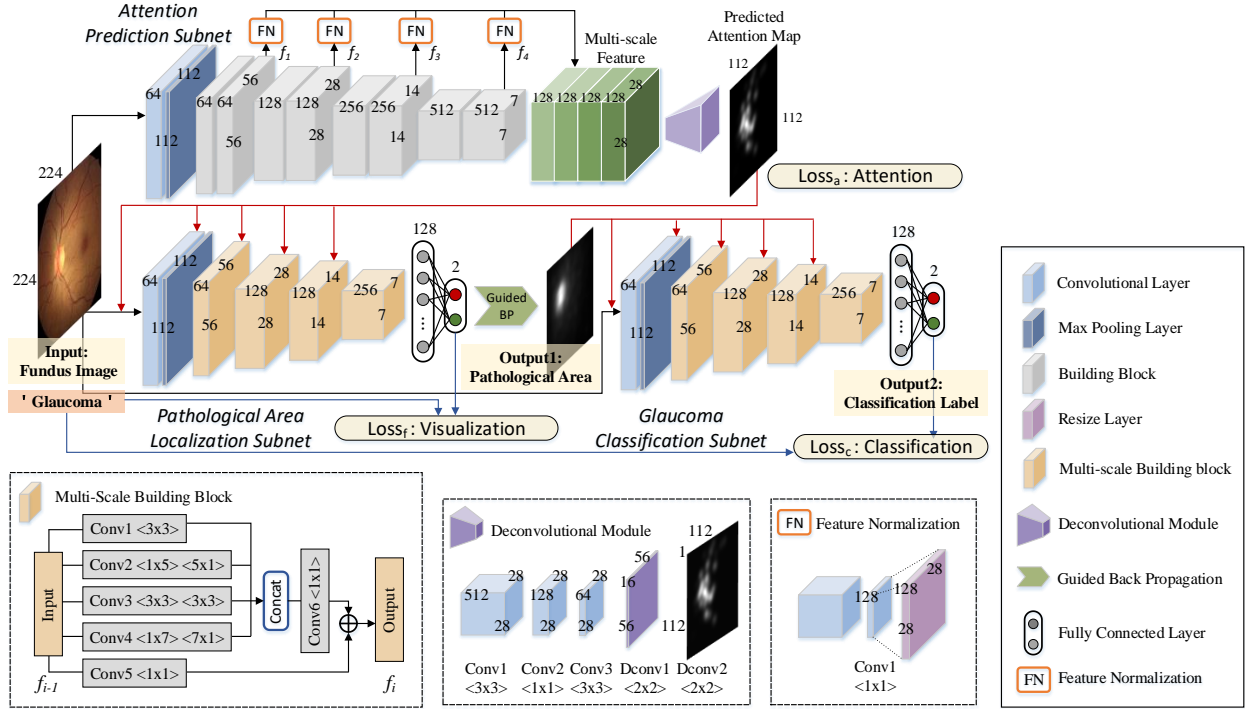 Attention
Prediction Subnet
FN
FN
FN
FN
f1
f2
f3
f4
Multi-scale
Feature
Predicted
Attention Map
112
64
112
56
64
64
56
28
128
128
28
14
256
256
14
7
512
512
7
28
128
128
128
128
28
112
112
Lossa : Attention
224
224
Input:
Fundus Image
' Glaucoma '
112
64
112
56
64
56
28
128
28
14
128
14
7
256
7
128
2
Guided
BP
Output1:
Pathological Area
112
64
112
56
64
56
28
128
28
14
128
14
7
256
7
128
2
Output2:
Classification Label
Pathological Area
Localization Subnet
Lossf : Visualization
Glaucoma
Classification Subnet
Lossc : Classification
Convolutional Layer
Max Pooling Layer
Building Block
Resize Layer
Multi-scale Building block
Deconvolutional Module
Guided Back Propagation
Fully Connected Layer
FN
Feature Normalization
Multi-Scale Building Block
Input
Conv1 <3x3>
Conv2 <1x5> <5x1>
Conv3 <3x3> <3x3>
Conv4 <1x7> <7x1>
Conv5 <1x1>
Concat
Conv6 <1x1>
Output
fi-1
fi
Deconvolutional Module
512
28
28
128
28
28
64
28
28
56
16
56
112
1
112
Conv1 Conv2 Conv3 Dconv1 Dconv2
<3x3> <1x1> <3x3> <2x2> <2x2>
FN
Feature Normalization
128
128
28
28
Conv1
<1x1>